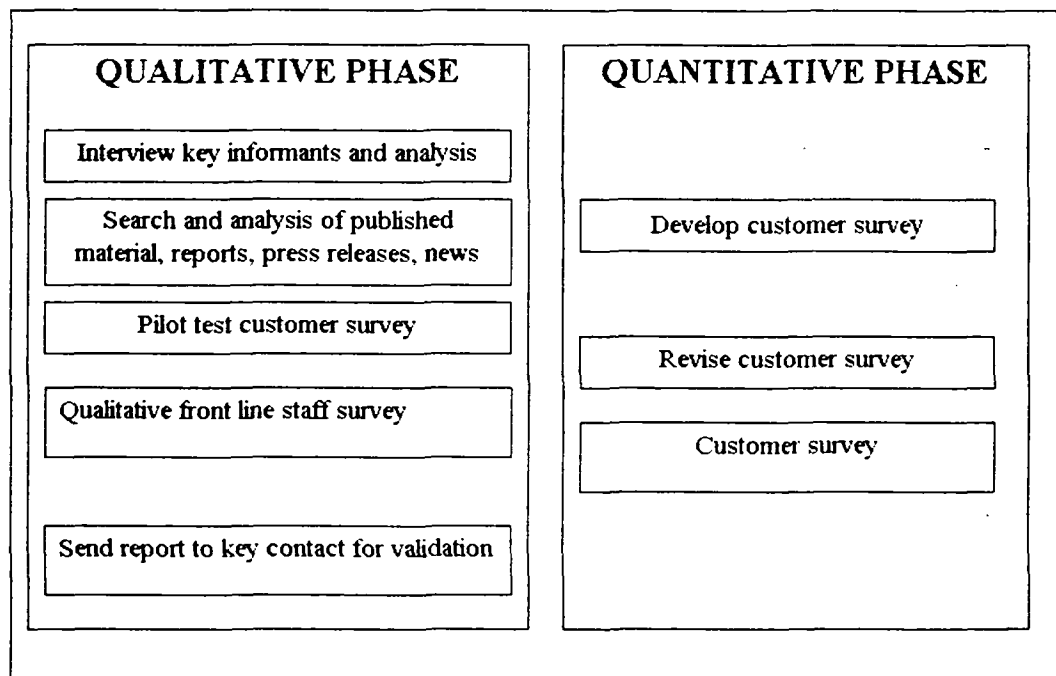 QUALITATIVE PHASE
Interview key informants and analysis
Search and analysis of published
material, reports, press releases, news
Pilot test customer survey
Qualitative front line staff survey
Send report to key contact for validation
QUANTITATIVE PHASE
Develop customer survey
Revise customer survey
Customer survey